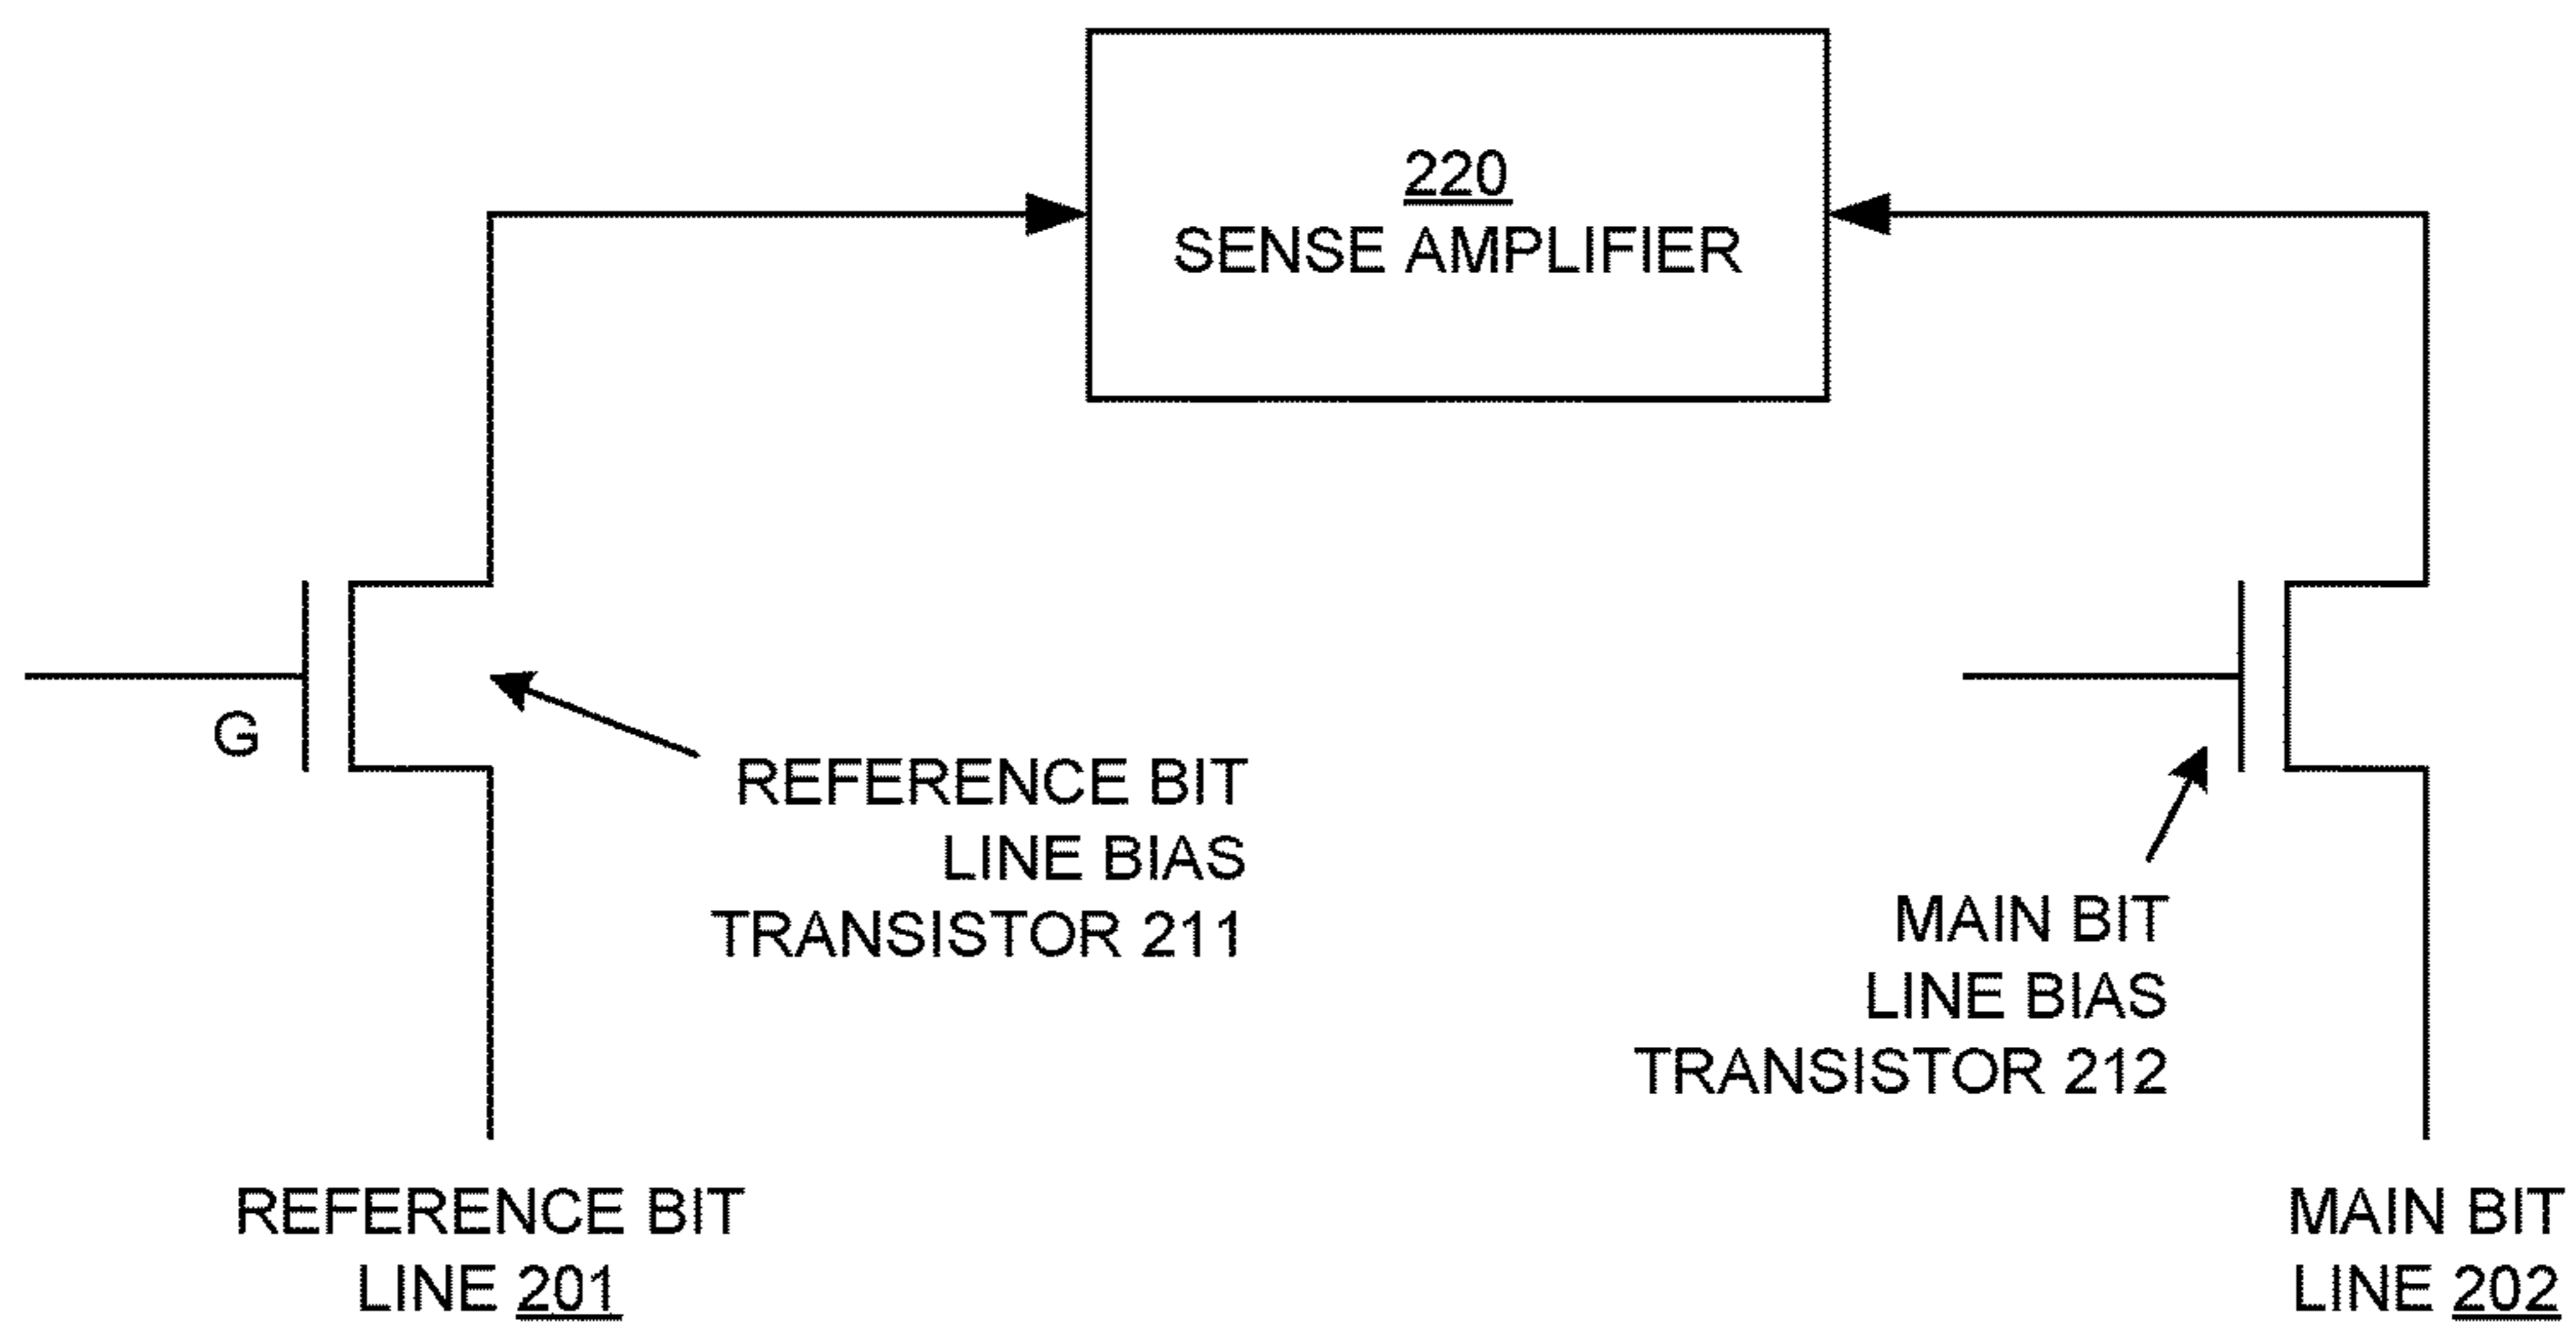 220
SENSE AMPLIFIER
G
REFERENCE BIT
LINE BIAS
TRANSISTOR 211
MAIN BIT
LINE BIAS
TRANSISTOR 212
REFERENCE BIT
LINE 201
MAIN BIT
LINE 202